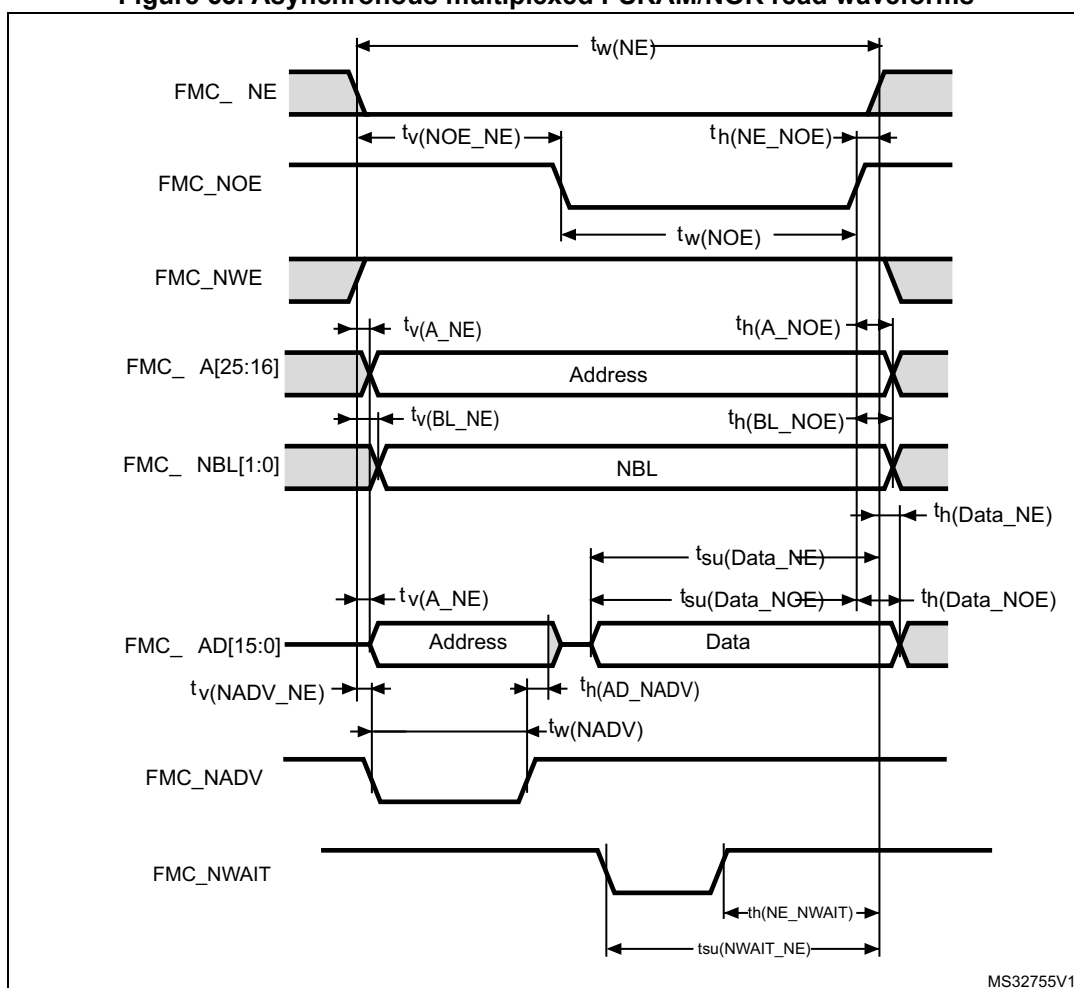 Figure 63. Asynchronous multiplexed PSRAM/NOR read waveforms
tw(NE)
FMC_ NE
tv(NOE_NE)
th(NE_NOE)
FMC_NOE
tw(NOE)
FMC_NWE
tv(A_NE)
th(A_NOE)
FMC_ A[25:16]
Address
tv(BL_NE)
th(BL_NOE)
FMC_ NBL[1:0]
NBL
th(Data_NE)
tsu(Data_NE)
tv(A_NE)
tsu(Data_NOE)
th(Data_NOE)
FMC_ AD[15:0]
Address
Data
tv(NADV_NE)
th(AD_NADV)
tw(NADV)
FMC_NADV
FMC_NWAIT
th(NE_NWAIT)
tsu(NWAIT_NE)
MS32755V1